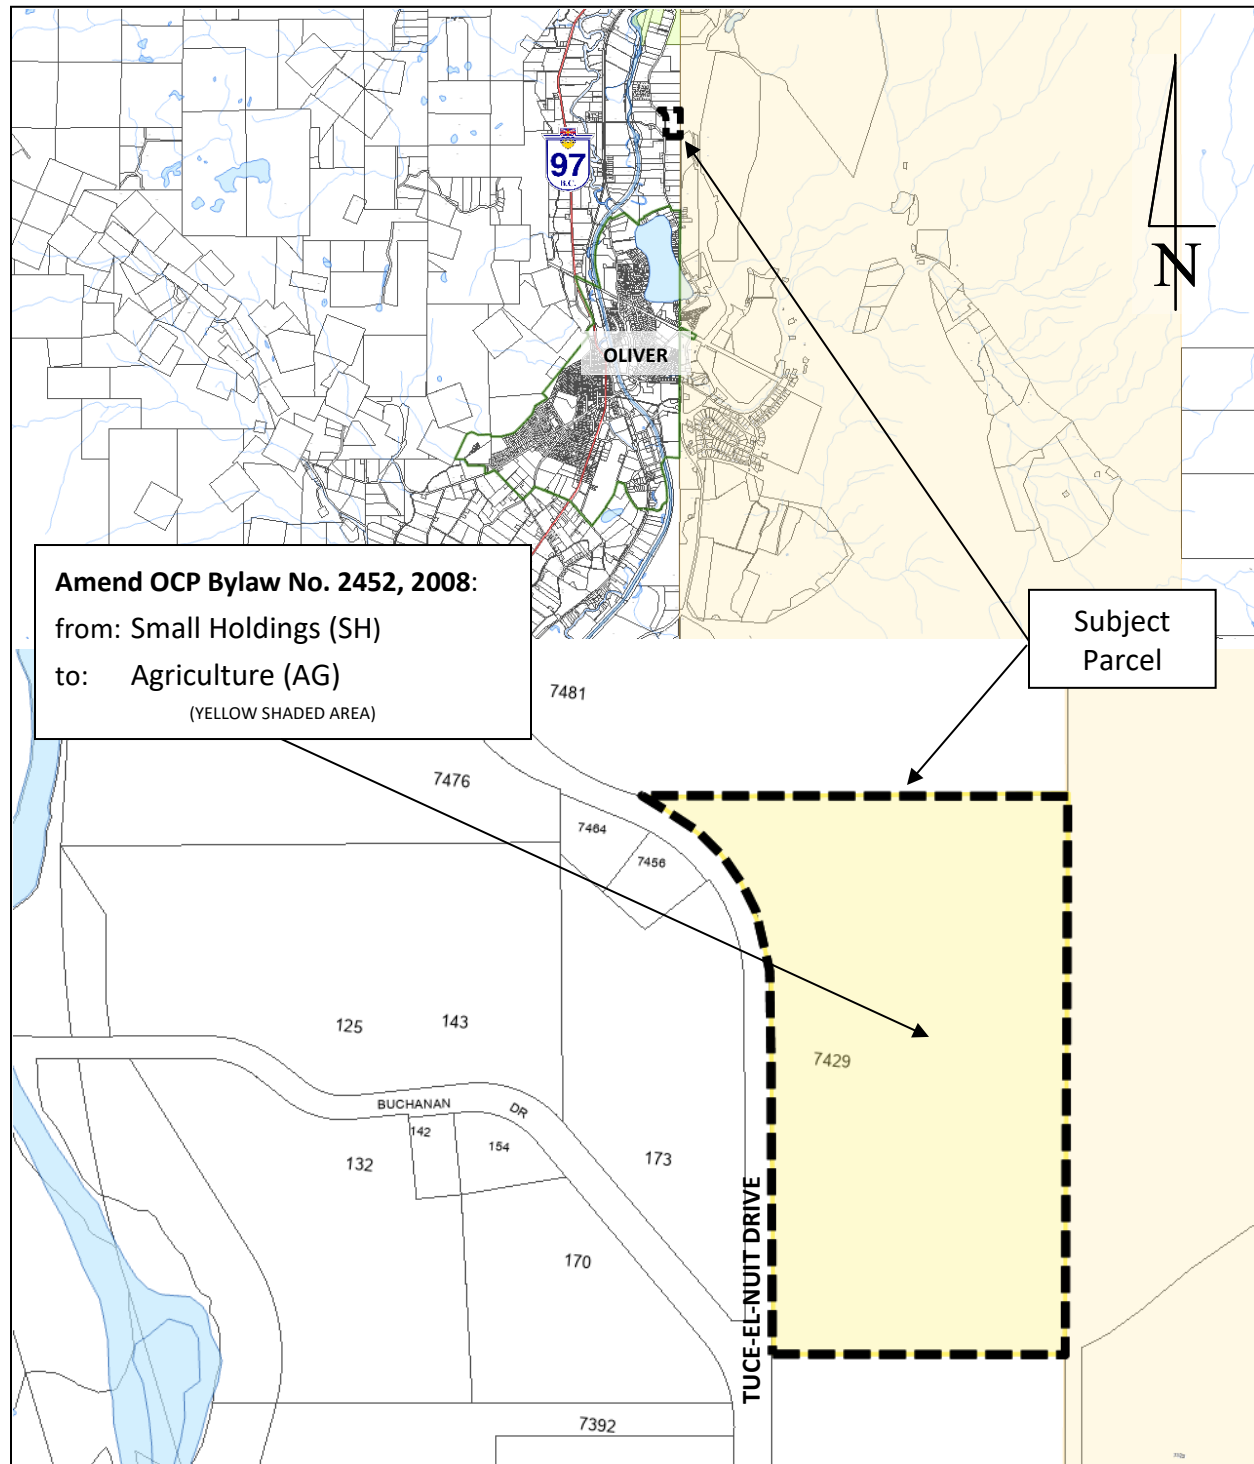 97
B.C.
N
OLIVER
Amend OCP Bylaw No. 2452, 2008:
from: Small Holdings (SH)
to: Agriculture (AG)
(YELLOW SHADED AREA)
Subject
Parcel
7481
7476
7464
7456
125
143
7429
BUCHANAN DR
142
154
132
173
170
TUCE-EL-NUIT DRIVE
7392